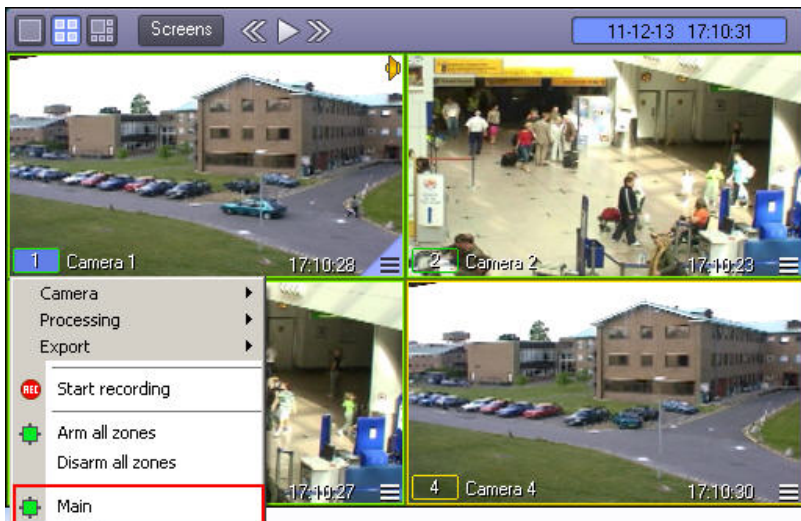 Screens
11-12-13 17:10:31
1 Camera 1 17:10:28
2 Camera 2 17:10:23
Camera
Processing
Export
REC Start recording
Arm all zones
Disarm all zones
Main
17:10:27
4 Camera 4 17:10:30